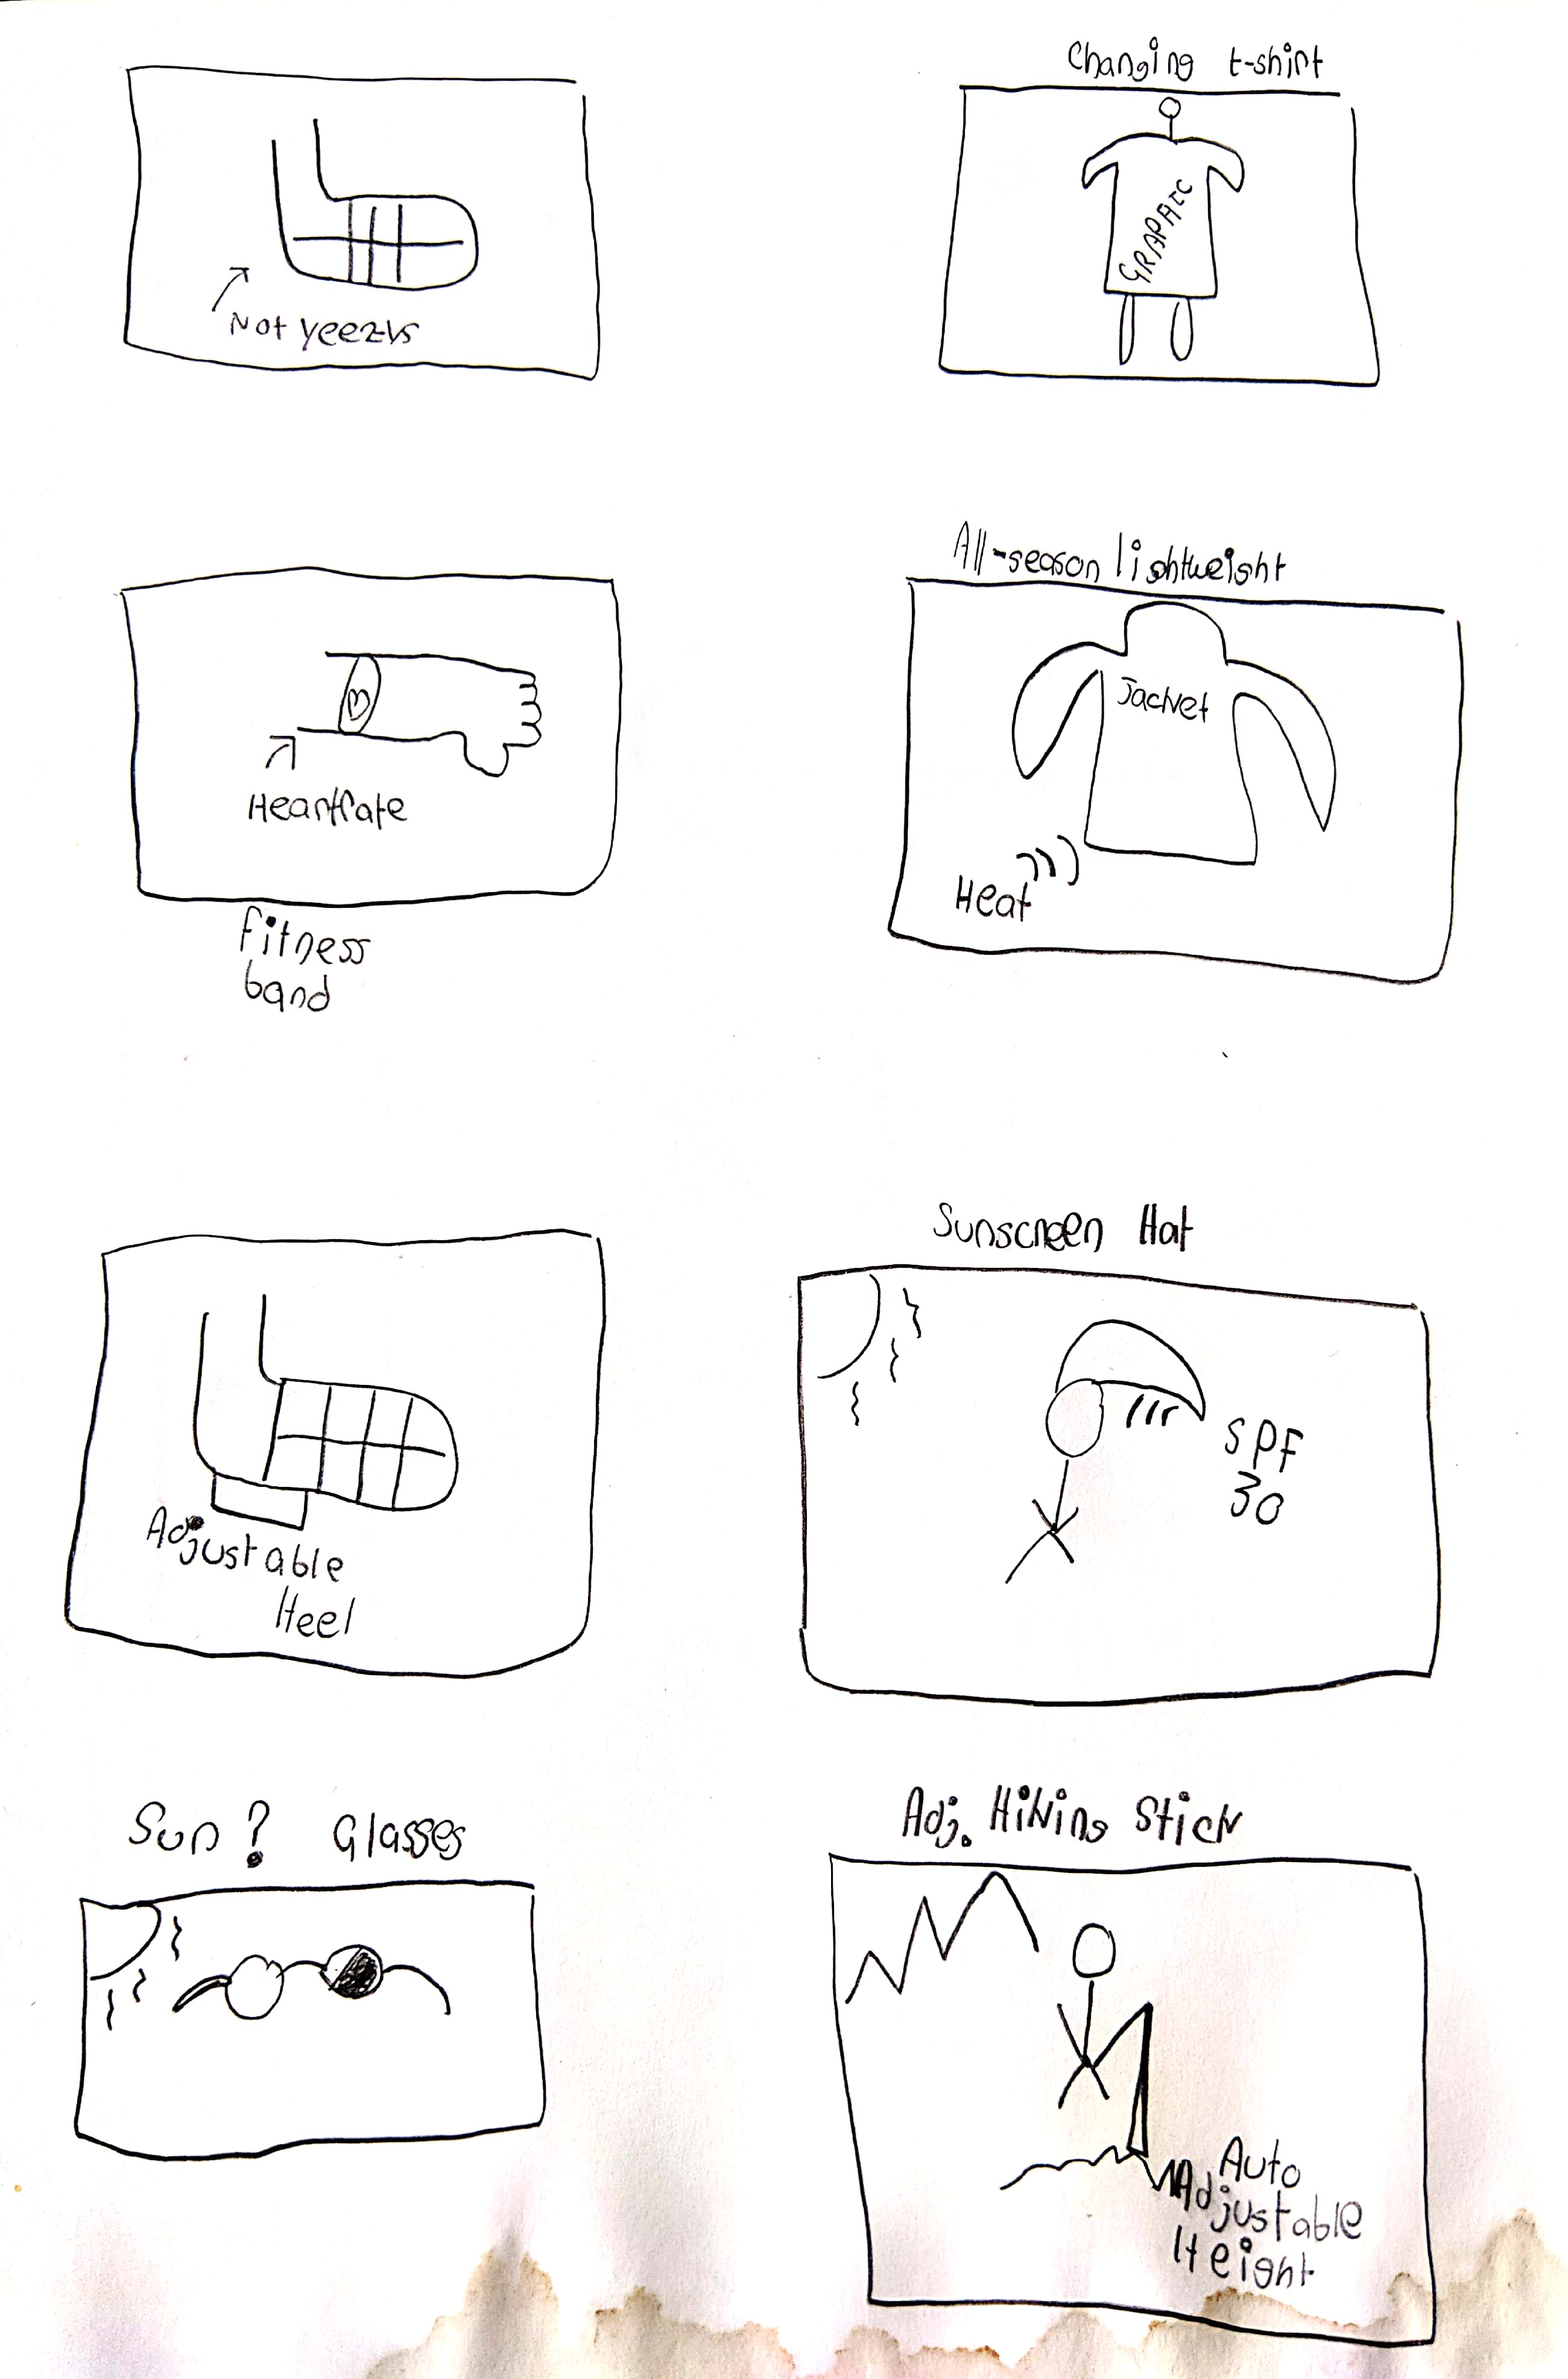 Changing t-shirt
GRAPHIC
Not yeezys
All-season lightweight
Jacket
Heat
Heartrate
Fitness
band
Adjustable
Heel
Sunscreen Hat
SPF
30
Sun? Glasses
Adj. Hiking Stick
Auto
Adjustable
Height